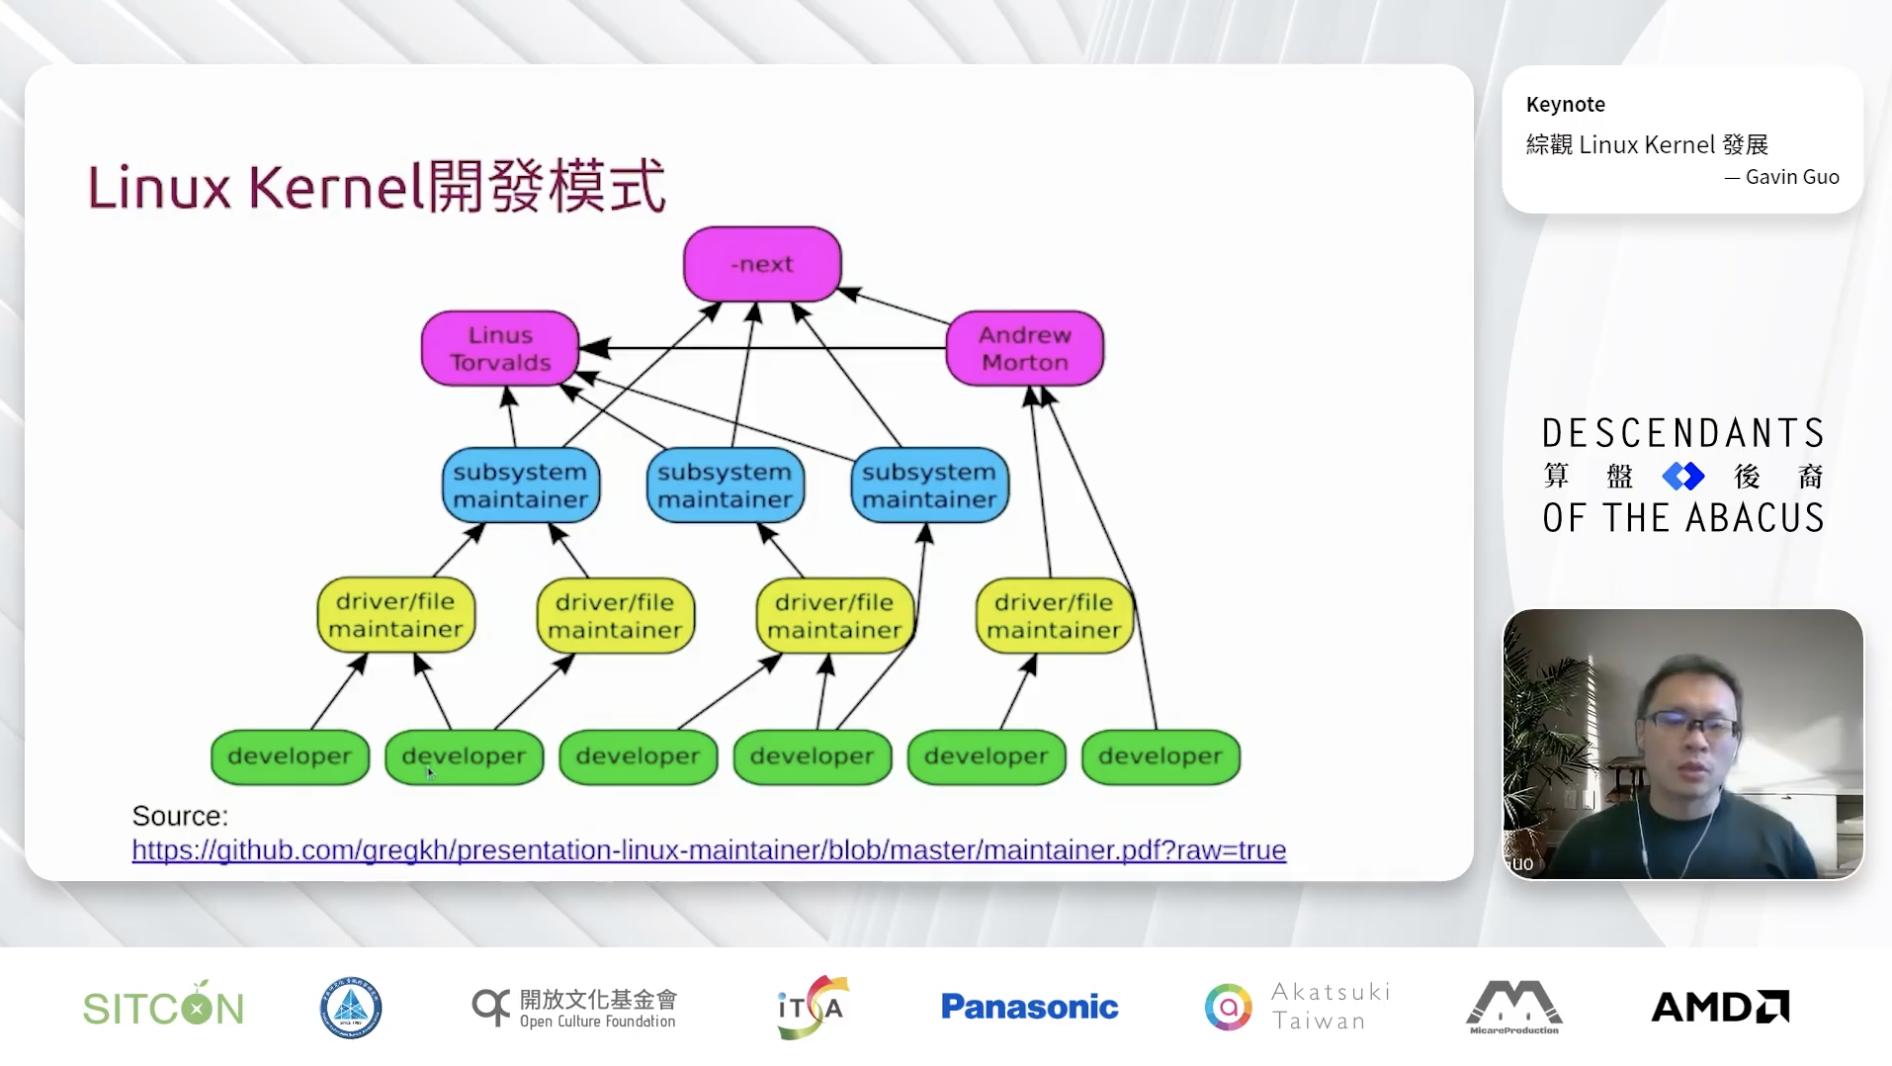 Linux Kernel開發模式
-next
Linus
Torvalds
Andrew
Morton
subsystem
maintainer
subsystem
maintainer
subsystem
maintainer
driver/file
maintainer
driver/file
maintainer
driver/file
maintainer
driver/file
maintainer
developer
developer
developer
developer
developer
developer
Source:
https://github.com/gregkh/presentation-linux-maintainer/blob/master/maintainer.pdf?raw=true
Keynote
綜觀 Linux Kernel 發展
— Gavin Guo
DESCENDANTS
算盤後裔
OF THE ABACUS
Guo
SITCON
開放文化基金會
Open Culture Foundation
iTSA
Panasonic
Akatsuki
Taiwan
MicareProduction
AMD